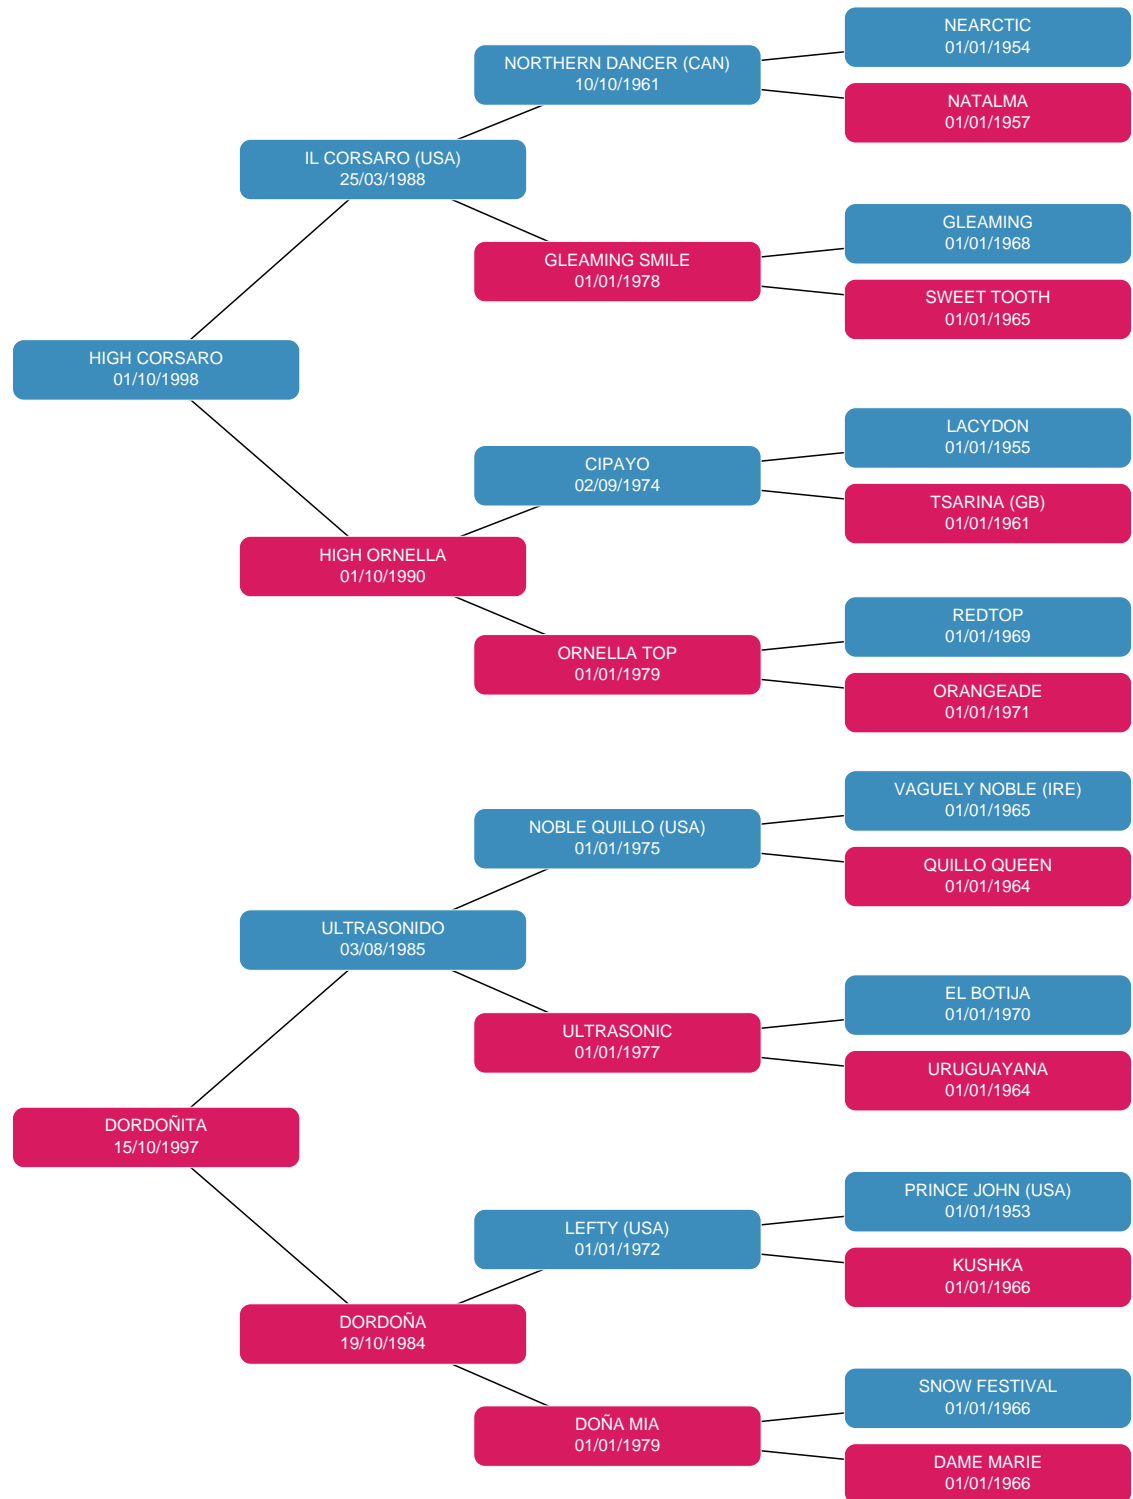 NEARCTIC
01/01/1954
NORTHERN DANCER (CAN)
10/10/1961
NATALMA
01/01/1957
IL CORSARO (USA)
25/03/1988
GLEAMING
01/01/1968
GLEAMING SMILE
01/01/1978
SWEET TOOTH
01/01/1965
HIGH CORSARO
01/10/1998
LACYDON
01/01/1955
CIPAYO
02/09/1974
TSARINA (GB)
01/01/1961
HIGH ORNELLA
01/10/1990
REDTOP
01/01/1969
ORNELLA TOP
01/01/1979
ORANGEADE
01/01/1971
VAGUELY NOBLE (IRE)
01/01/1965
NOBLE QUILLO (USA)
01/01/1975
QUILLO QUEEN
01/01/1964
ULTRASONIDO
03/08/1985
EL BOTIJA
01/01/1970
ULTRASONIC
01/01/1977
URUGUAYANA
01/01/1964
DORDOÑITA
15/10/1997
PRINCE JOHN (USA)
01/01/1953
LEFTY (USA)
01/01/1972
KUSHKA
01/01/1966
DORDOÑA
19/10/1984
SNOW FESTIVAL
01/01/1966
DOÑA MIA
01/01/1979
DAME MARIE
01/01/1966